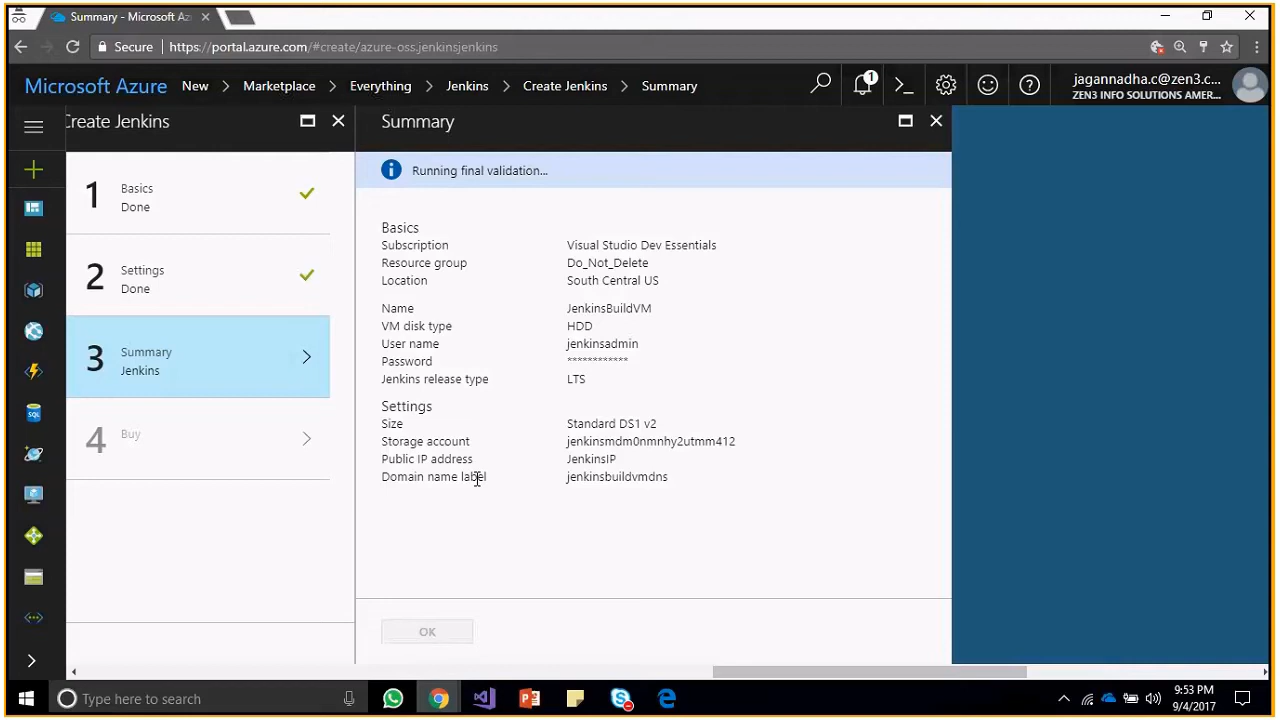 Summary - Microsoft Az
Secure https://portal.azure.com/#create/azure-oss.jenkinsjenkins
Microsoft Azure New Marketplace Everything Jenkins Create Jenkins Summary
1
jagannadha.c@zen3.c...
ZEN3 INFO SOLUTIONS AMER...
Create Jenkins
Summary
Running final validation...
1 Basics
Done
2 Settings
Done
3 Summary
Jenkins
4 Buy
Basics
Subscription Visual Studio Dev Essentials
Resource group Do_Not_Delete
Location South Central US
Name JenkinsBuildVM
VM disk type HDD
User name jenkinsadmin
Password ************
Jenkins release type LTS
Settings
Size Standard DS1 v2
Storage account jenkinsmdm0nmnhy2utmm412
Public IP address JenkinsIP
Domain name label jenkinsbuildvmdns
OK
SQL
Type here to search
9:53 PM
9/4/2017